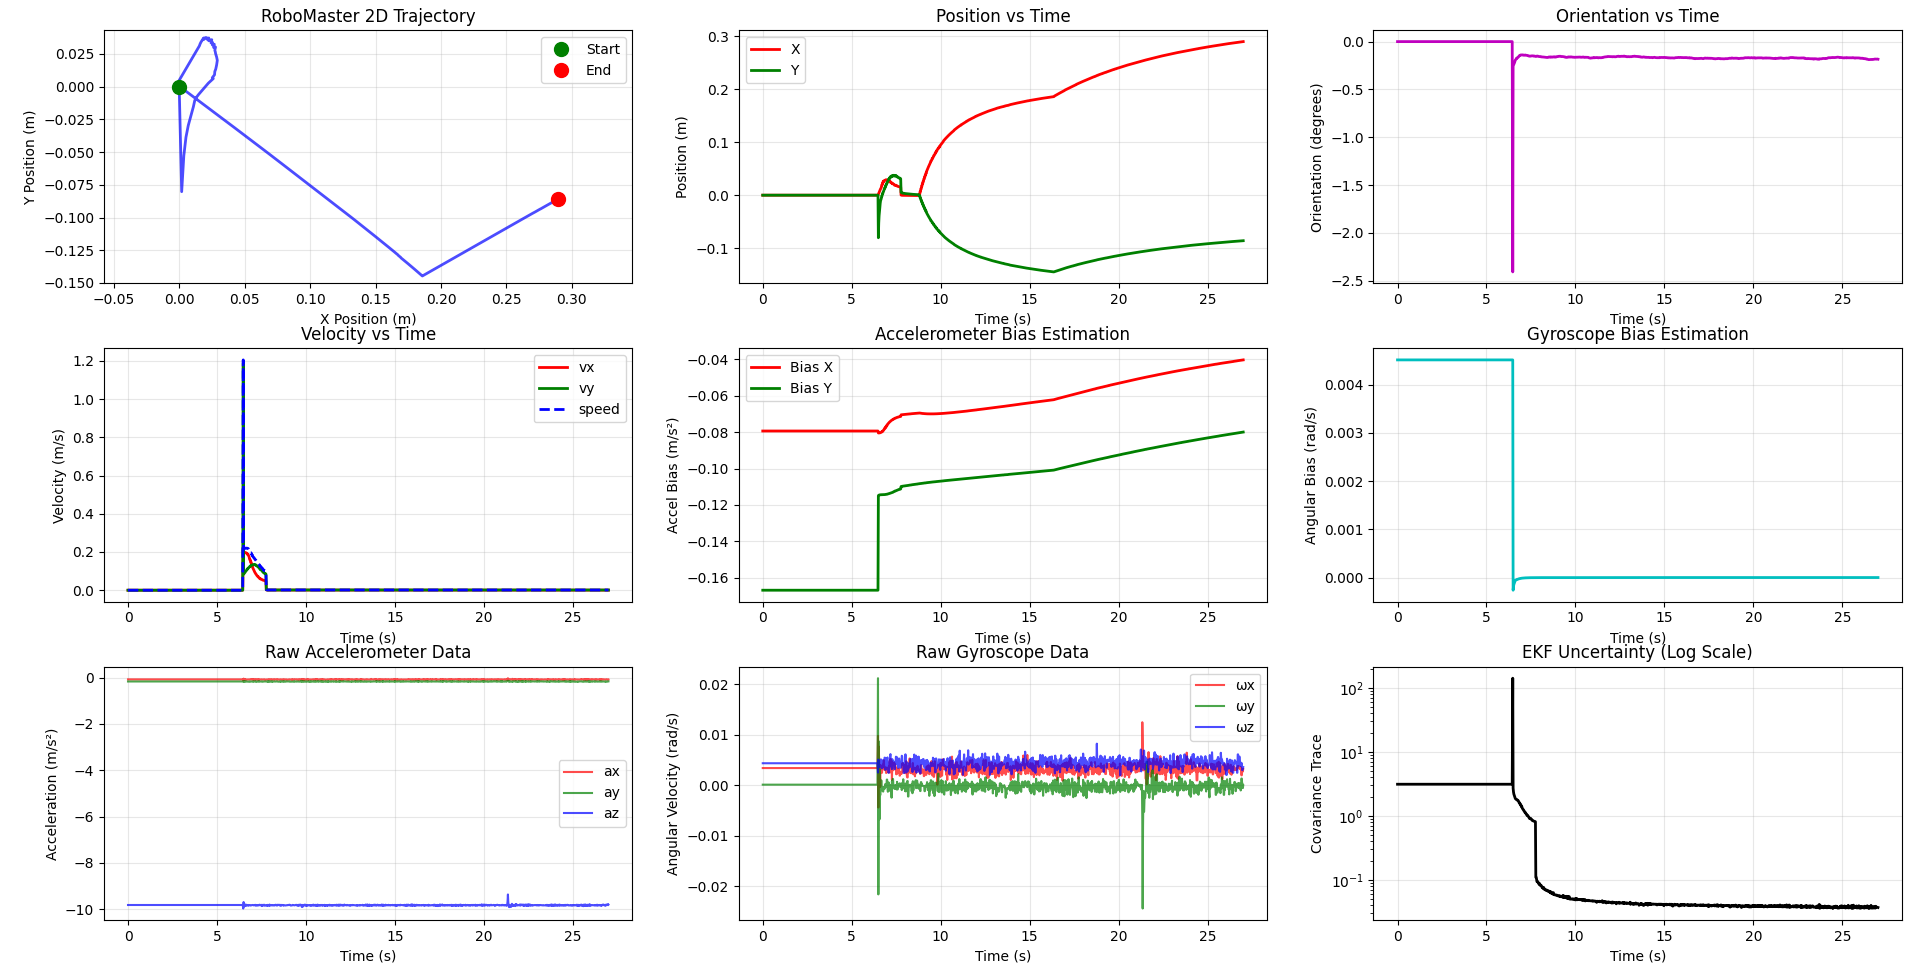 RoboMaster 2D Trajectory
Y Position (m)
0.025
0.000
−0.025
−0.050
−0.075
−0.100
−0.125
−0.150
−0.05
0.00
0.05
0.10
0.15
0.20
0.25
0.30
X Position (m)
Start
End
Position vs Time
Position (m)
0.3
0.2
0.1
0.0
−0.1
0
5
10
15
20
25
Time (s)
X
Y
Orientation vs Time
Orientation (degrees)
0.0
−0.5
−1.0
−1.5
−2.0
−2.5
0
5
10
15
20
25
Time (s)
Velocity vs Time
Velocity (m/s)
1.2
1.0
0.8
0.6
0.4
0.2
0.0
0
5
10
15
20
25
Time (s)
vx
vy
speed
Accelerometer Bias Estimation
Accel Bias (m/s²)
−0.04
−0.06
−0.08
−0.10
−0.12
−0.14
−0.16
0
5
10
15
20
25
Time (s)
Bias X
Bias Y
Gyroscope Bias Estimation
Angular Bias (rad/s)
0.004
0.003
0.002
0.001
0.000
0
5
10
15
20
25
Time (s)
Raw Accelerometer Data
Acceleration (m/s²)
0
−2
−4
−6
−8
−10
0
5
10
15
20
25
Time (s)
ax
ay
az
Raw Gyroscope Data
Angular Velocity (rad/s)
0.02
0.01
0.00
−0.01
−0.02
0
5
10
15
20
25
Time (s)
ωx
ωy
ωz
EKF Uncertainty (Log Scale)
Covariance Trace
10²
10¹
10⁰
10⁻¹
0
5
10
15
20
25
Time (s)